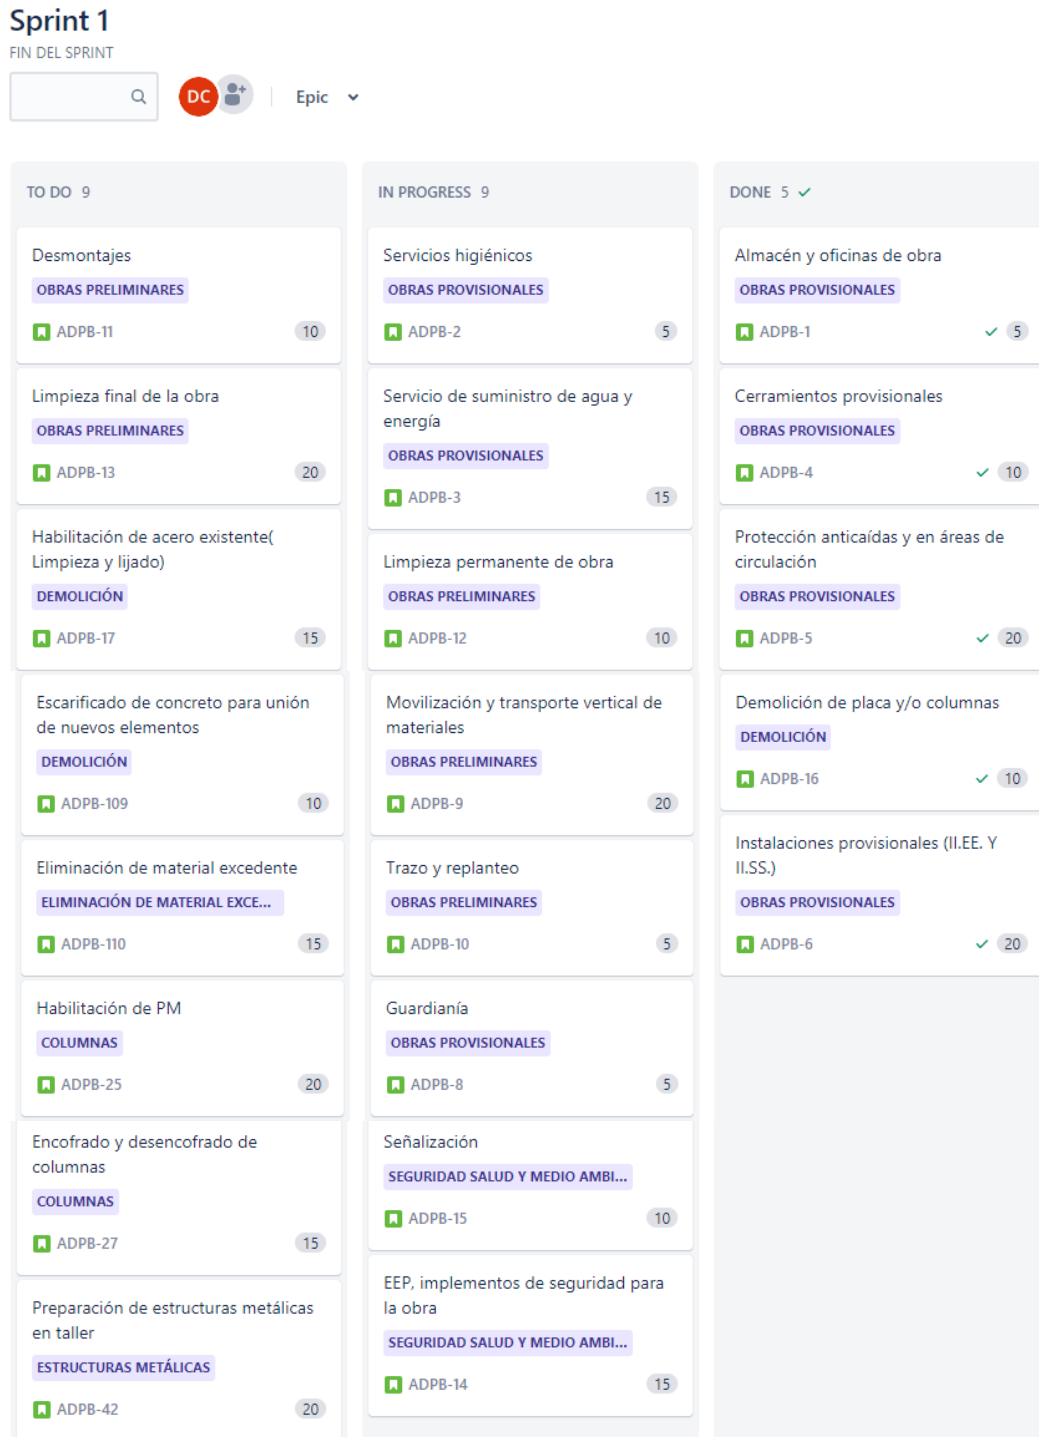 Sprint 1
FIN DEL SPRINT
DC
Epic
TO DO 9
Desmontajes
OBRAS PRELIMINARES
ADPB-11 10
Limpieza final de la obra
OBRAS PRELIMINARES
ADPB-13 20
Habilitación de acero existente(
Limpieza y lijado)
DEMOLICIÓN
ADPB-17 15
Escarificado de concreto para unión
de nuevos elementos
DEMOLICIÓN
ADPB-109 10
Eliminación de material excedente
ELIMINACIÓN DE MATERIAL EXCE...
ADPB-110 15
Habilitación de PM
COLUMNAS
ADPB-25 20
Encofrado y desencofrado de
columnas
COLUMNAS
ADPB-27 15
Preparación de estructuras metálicas
en taller
ESTRUCTURAS METÁLICAS
ADPB-42 20
IN PROGRESS 9
Servicios higiénicos
OBRAS PROVISIONALES
ADPB-2 5
Servicio de suministro de agua y
energía
OBRAS PROVISIONALES
ADPB-3 15
Limpieza permanente de obra
OBRAS PRELIMINARES
ADPB-12 10
Movilización y transporte vertical de
materiales
OBRAS PRELIMINARES
ADPB-9 20
Trazo y replanteo
OBRAS PRELIMINARES
ADPB-10 5
Guardianía
OBRAS PROVISIONALES
ADPB-8 5
Señalización
SEGURIDAD SALUD Y MEDIO AMBI...
ADPB-15 10
EEP, implementos de seguridad para
la obra
SEGURIDAD SALUD Y MEDIO AMBI...
ADPB-14 15
DONE 5
Almacén y oficinas de obra
OBRAS PROVISIONALES
ADPB-1 5
Cerramientos provisionales
OBRAS PROVISIONALES
ADPB-4 10
Protección anticaídas y en áreas de
circulación
OBRAS PROVISIONALES
ADPB-5 20
Demolición de placa y/o columnas
DEMOLICIÓN
ADPB-16 10
Instalaciones provisionales (II.EE. Y
II.SS.)
OBRAS PROVISIONALES
ADPB-6 20